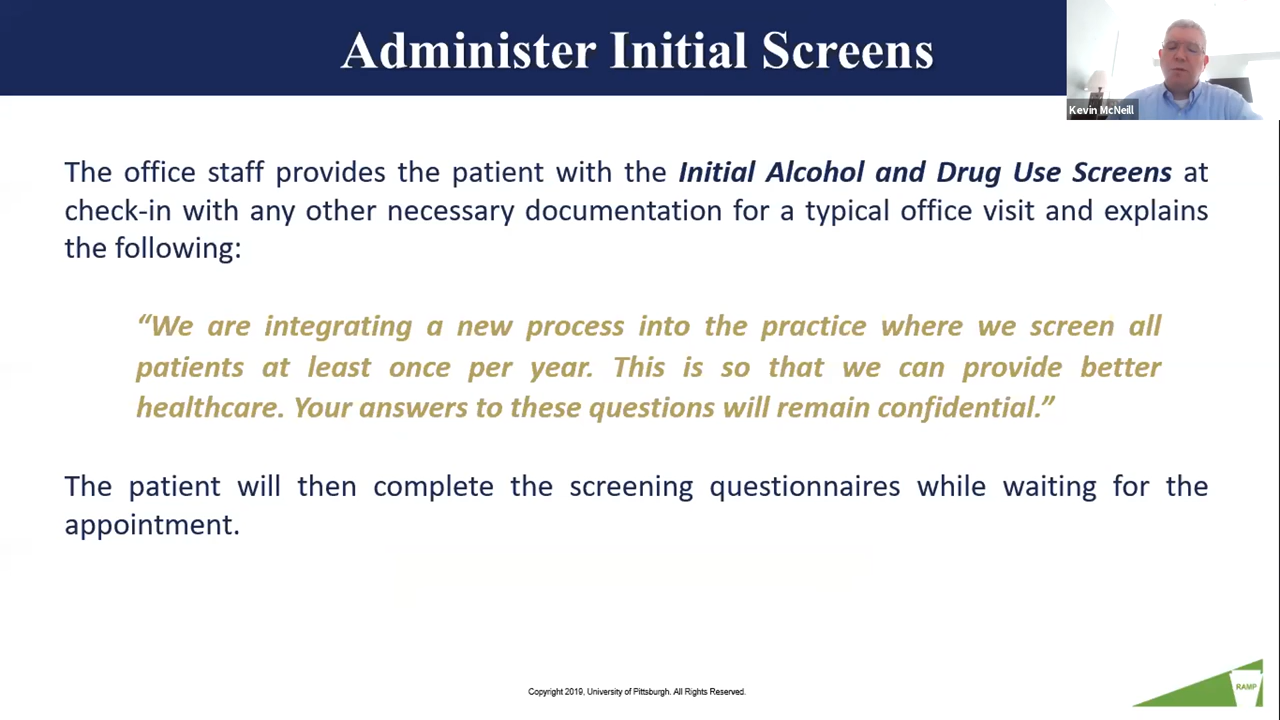 Administer Initial Screens
Kevin McNeill
The office staff provides the patient with the Initial Alcohol and Drug Use Screens at
check-in with any other necessary documentation for a typical office visit and explains
the following:
“We are integrating a new process into the practice where we screen all
patients at least once per year. This is so that we can provide better
healthcare. Your answers to these questions will remain confidential.”
The patient will then complete the screening questionnaires while waiting for the
appointment.
Copyright 2019, University of Pittsburgh. All Rights Reserved.
RAMP